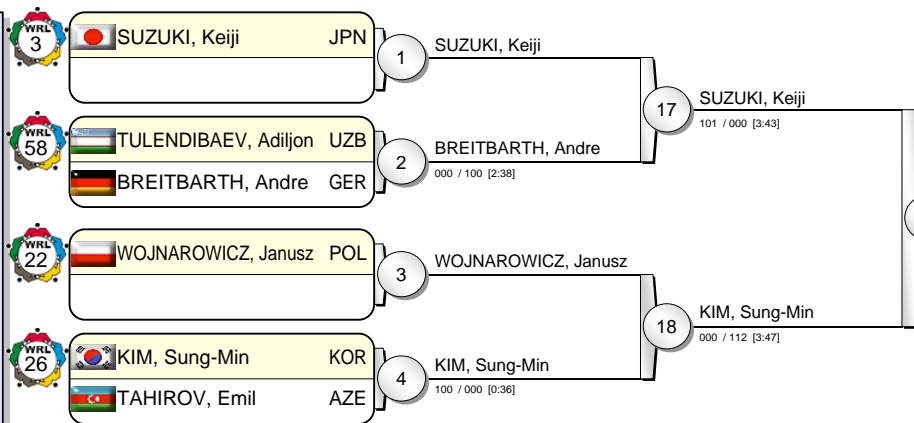 WRL
3
SUZUKI, Keiji JPN
1
SUZUKI, Keiji
17
SUZUKI, Keiji
101 / 000 [3:43]
WRL
58
TULENDIBAEV, Adiljon UZB
BREITBARTH, Andre GER
2
BREITBARTH, Andre
000 / 100 [2:38]
WRL
22
WOJNAROWICZ, Janusz POL
3
WOJNAROWICZ, Janusz
18
KIM, Sung-Min
000 / 112 [3:47]
WRL
26
KIM, Sung-Min KOR
TAHIROV, Emil AZE
4
KIM, Sung-Min
100 / 000 [0:36]